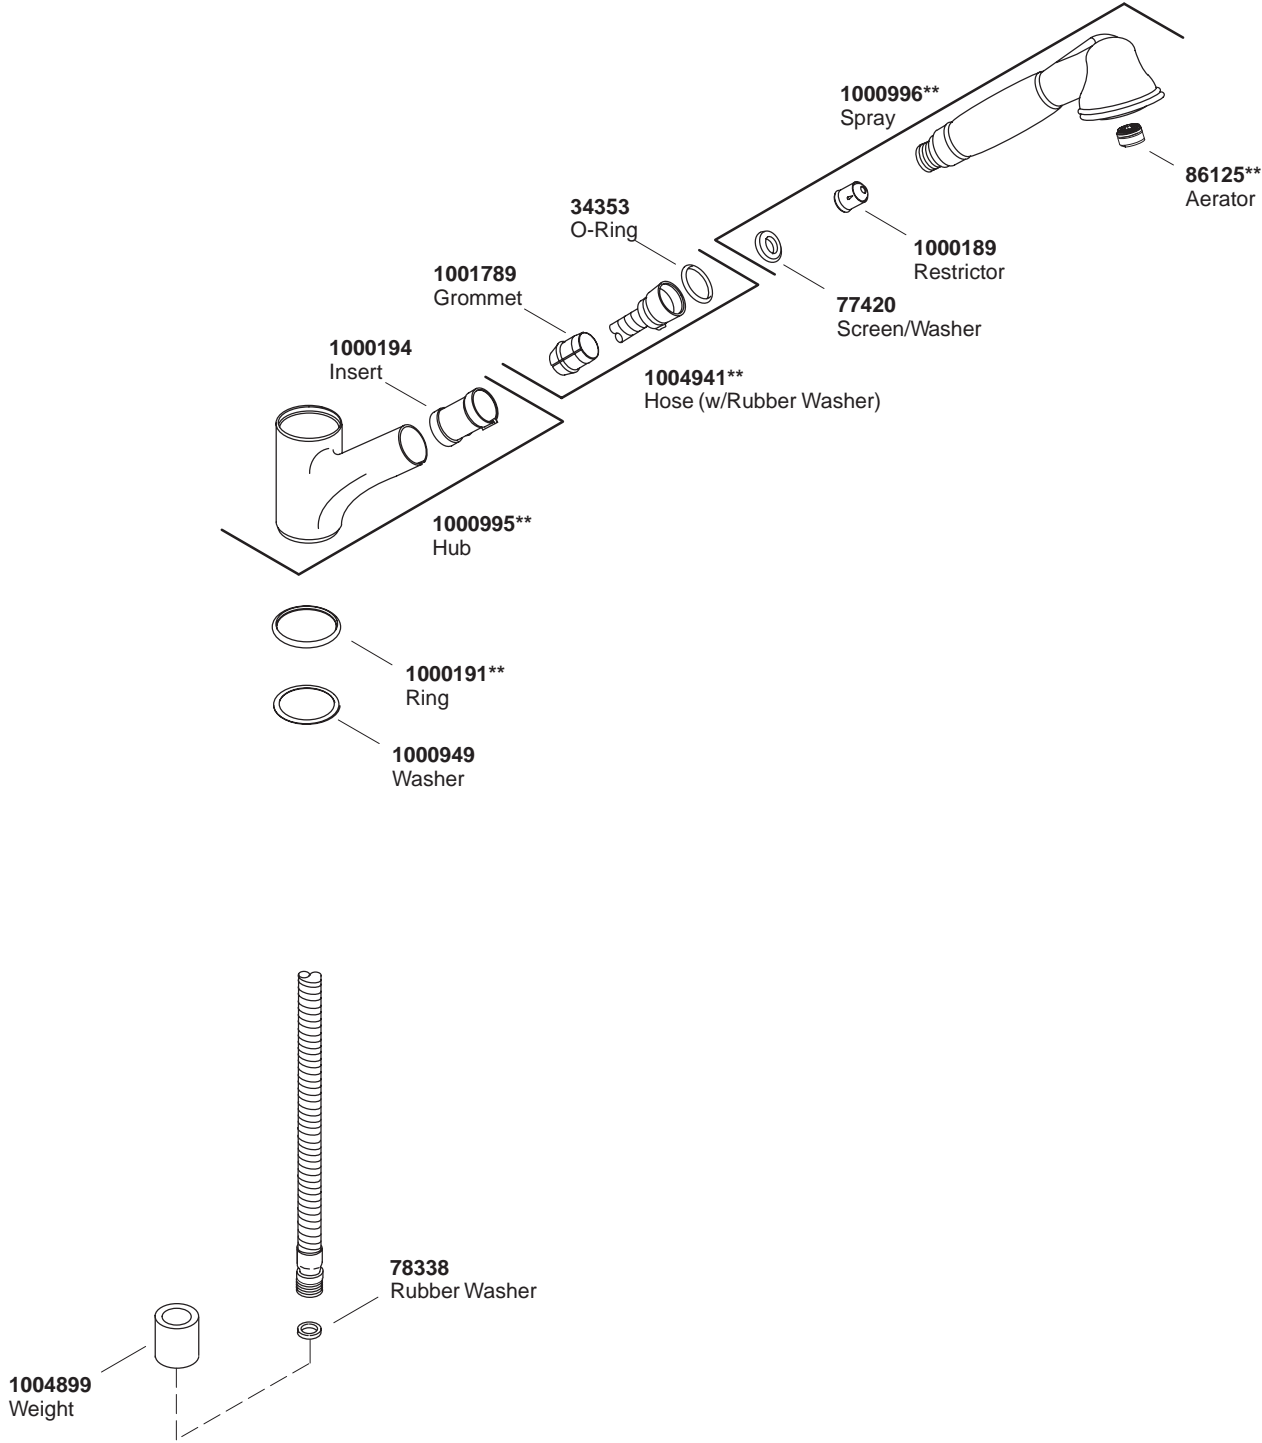 1000996**
Spray
86125**
Aerator
34353
O-Ring
1000189
Restrictor
1001789
Grommet
77420
Screen/Washer
1000194
Insert
1004941**
Hose (w/Rubber Washer)
1000995**
Hub
1000191**
Ring
1000949
Washer
78338
Rubber Washer
1004899
Weight